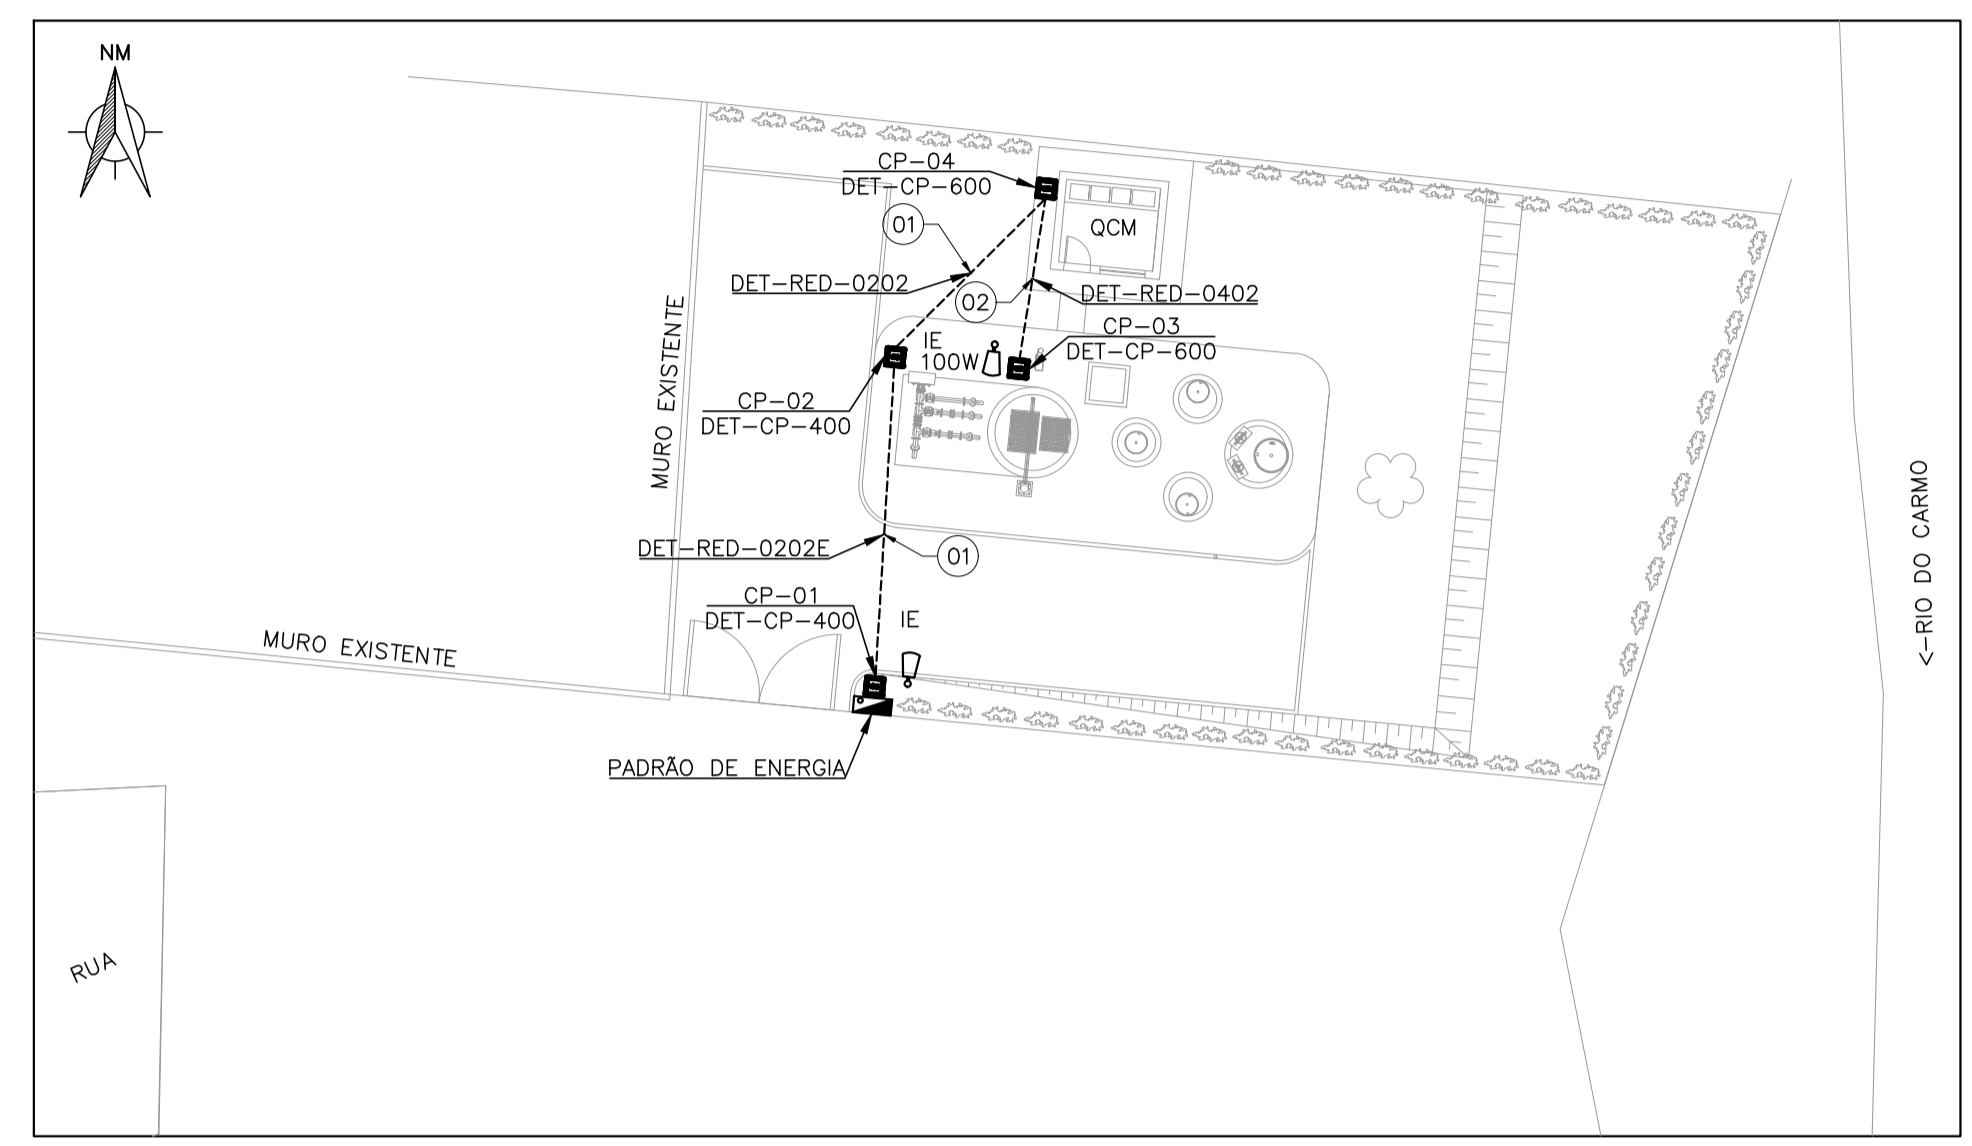 NM
CP-04
DET-CP-600
01
QCM
DET-RED-0202
02
DET-RED-0402
MURO EXISTENTE
CP-03
DET-CP-600
IE
100W
CP-02
DET-CP-400
<-RIO DO CARMO
DET-RED-0202E
01
CP-01
DET-CP-400
IE
MURO EXISTENTE
PADRÃO DE ENERGIA
RUA